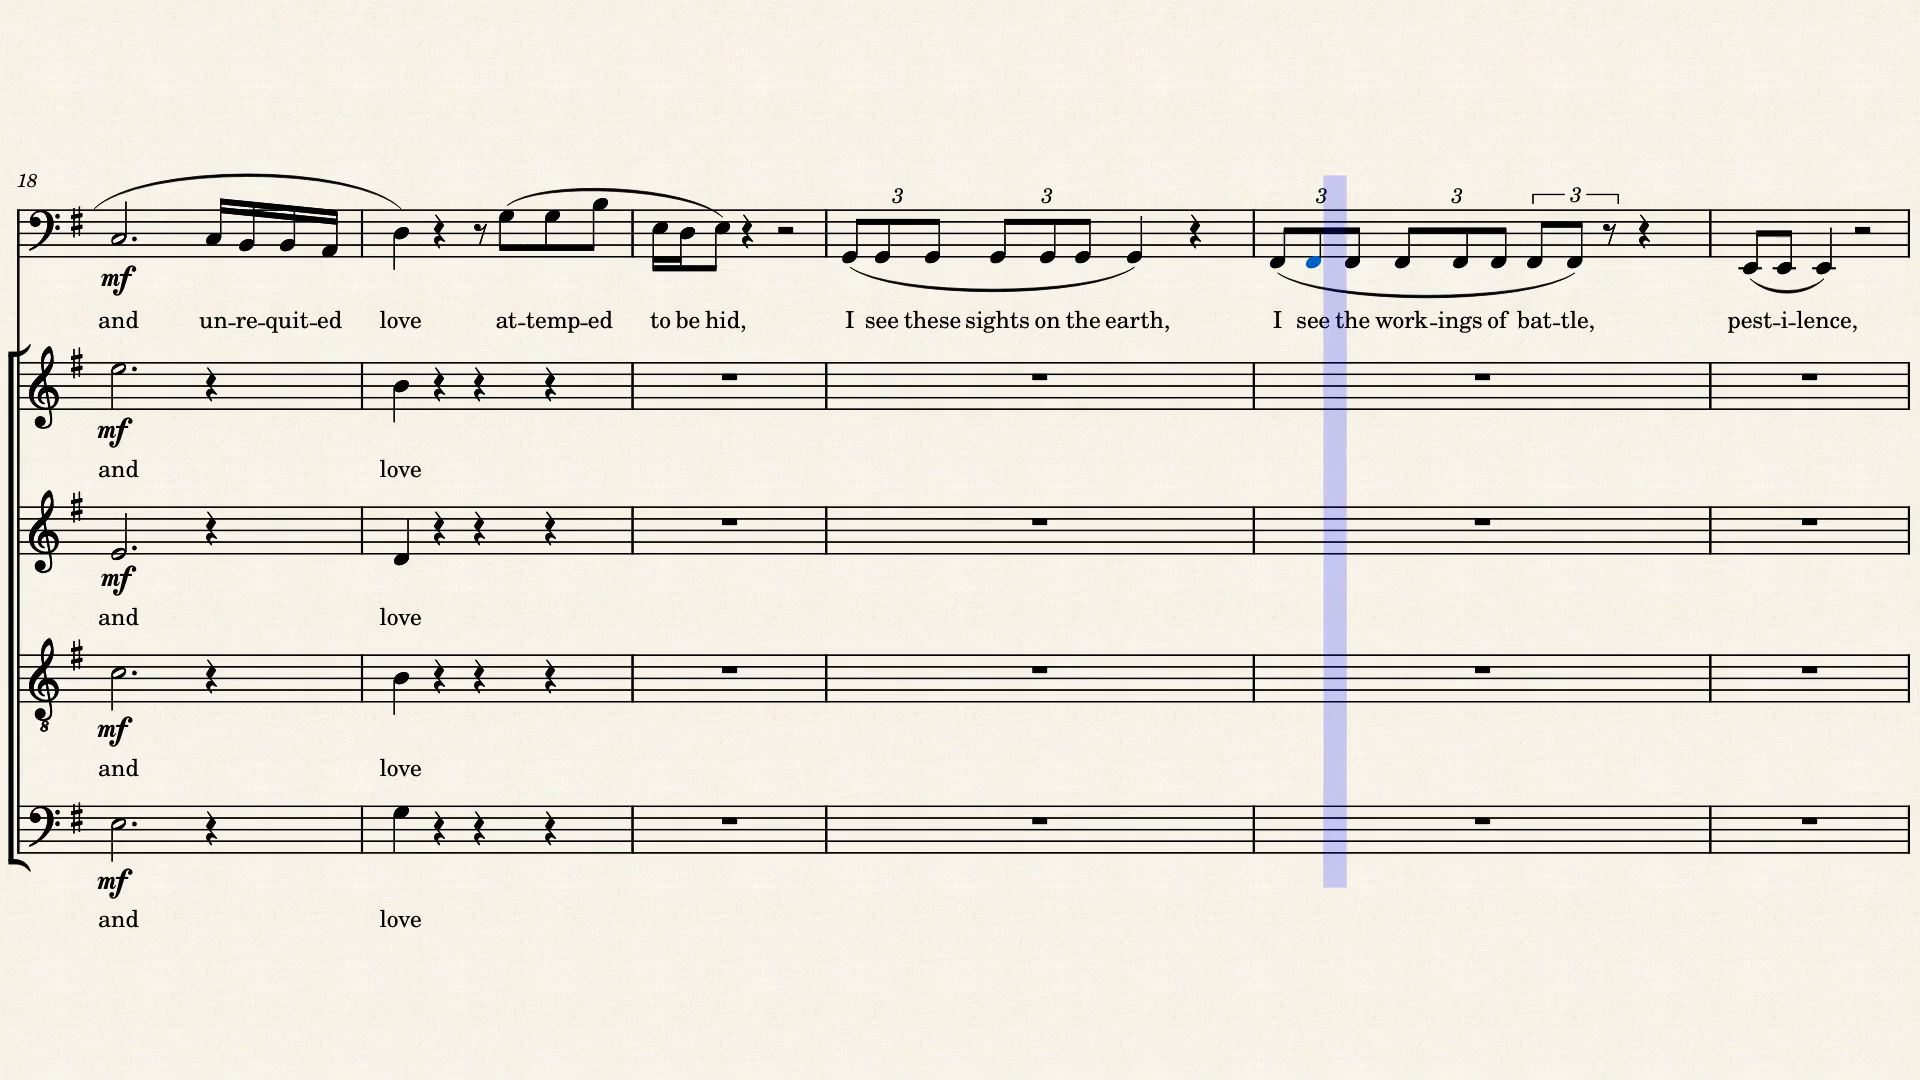 18
3 3 3 3 3
mf
and un-re-quit-ed love at-temp-ed to be hid, I see these sights on the earth, I see the work-ings of bat-tle, pest-i-lence,
mf
and love
mf
and love
8
mf
and love
mf
and love